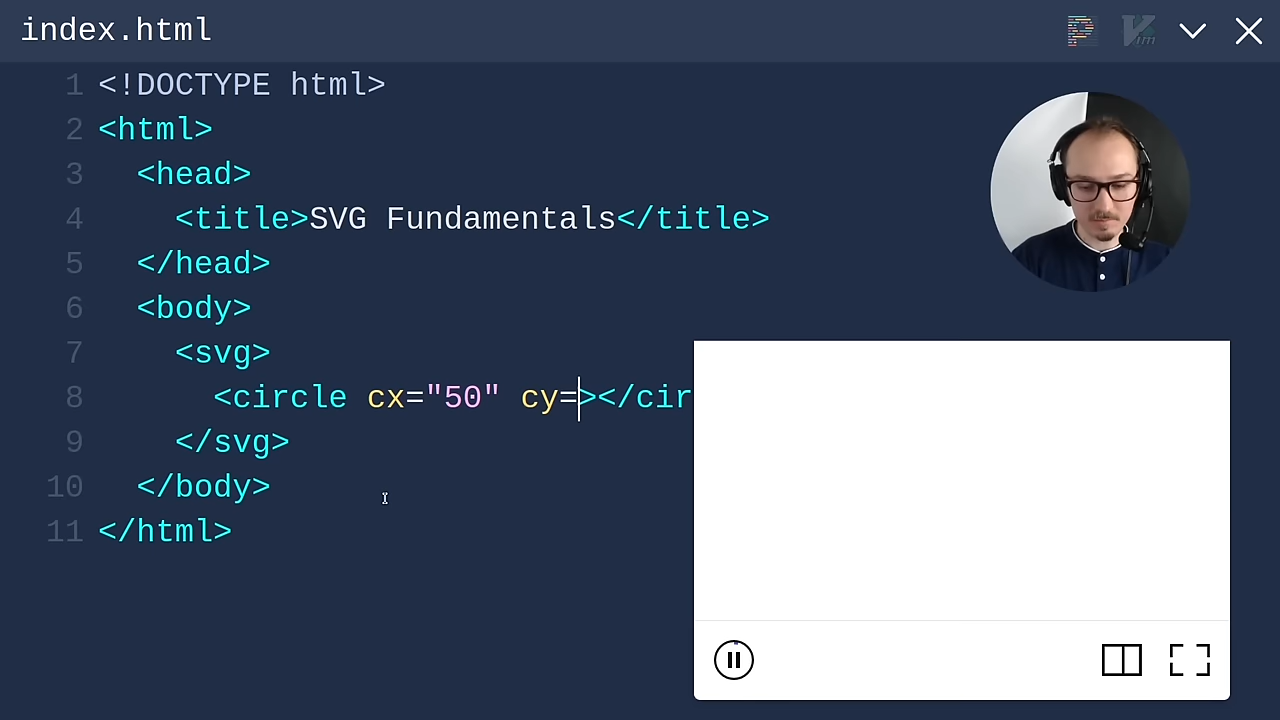 index.html
1 <!DOCTYPE html>
2 <html>
3 <head>
4 <title>SVG Fundamentals</title>
5 </head>
6 <body>
7 <svg>
8 <circle cx="50" cy=></cir
9 </svg>
10 </body>
11 </html>